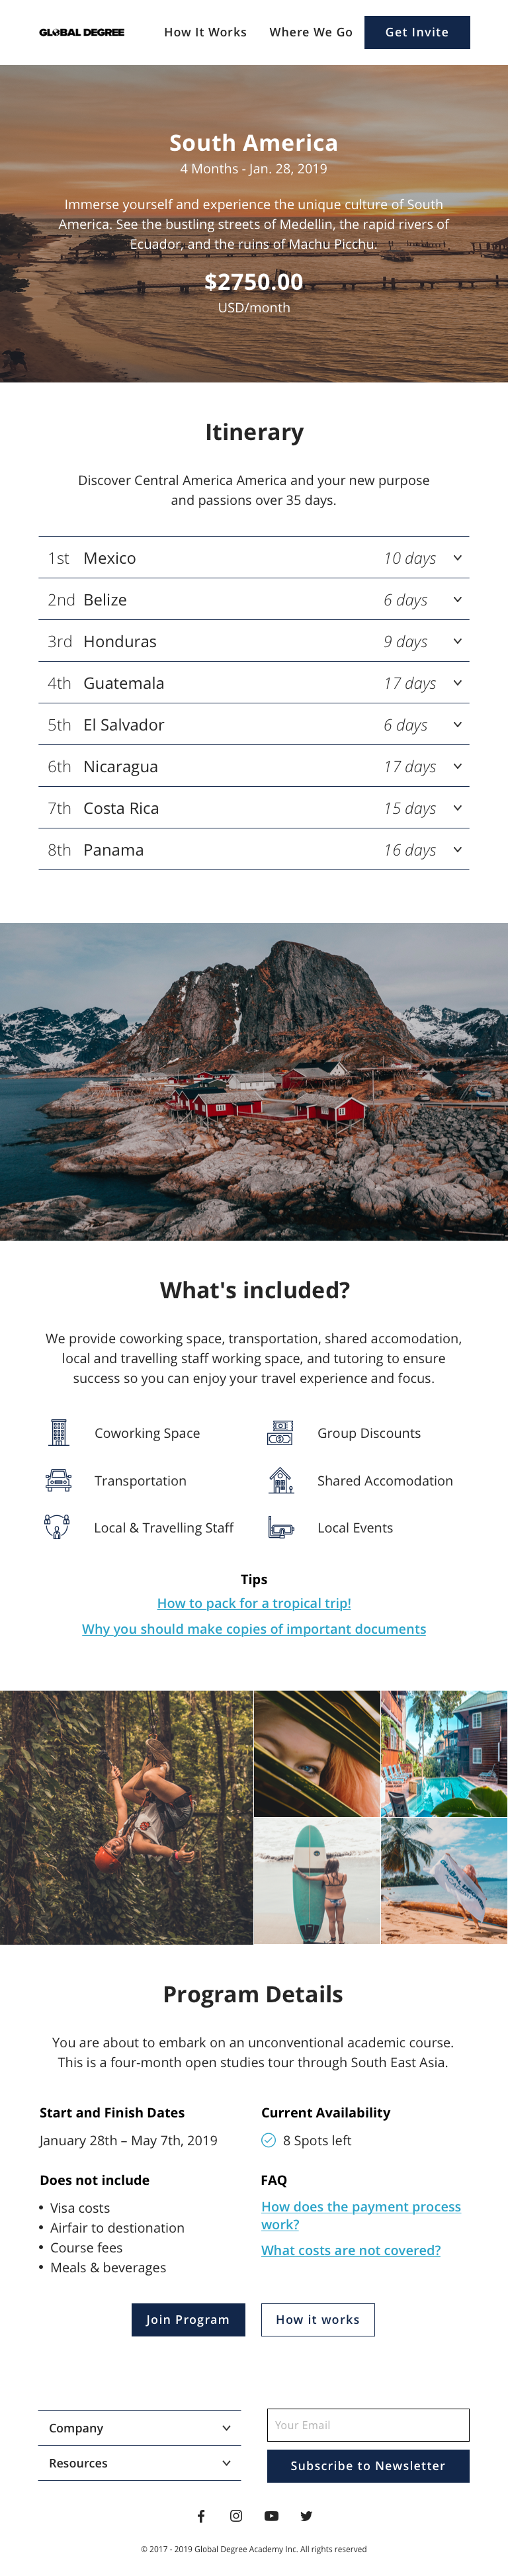 GLOBAL DEGREE How It Works Where We Go Get Invite
South America
4 Months - Jan. 28, 2019
Immerse yourself and experience the unique culture of South
America. See the bustling streets of Medellin, the rapid rivers of
Ecuador, and the ruins of Machu Picchu.
$2750.00
USD/month
Itinerary
Discover Central America America and your new purpose
and passions over 35 days.
1st Mexico 10 days
2nd Belize 6 days
3rd Honduras 9 days
4th Guatemala 17 days
5th El Salvador 6 days
6th Nicaragua 17 days
7th Costa Rica 15 days
8th Panama 16 days
What's included?
We provide coworking space, transportation, shared accomodation,
local and travelling staff working space, and tutoring to ensure
success so you can enjoy your travel experience and focus.
Coworking Space Group Discounts
Transportation Shared Accomodation
Local & Travelling Staff Local Events
Tips
How to pack for a tropical trip!
Why you should make copies of important documents
GLOBAL DEGREE
Program Details
You are about to embark on an unconventional academic course.
This is a four-month open studies tour through South East Asia.
Start and Finish Dates
January 28th – May 7th, 2019
Current Availability
8 Spots left
Does not include
• Visa costs
• Airfair to destionation
• Course fees
• Meals & beverages
FAQ
How does the payment process
work?
What costs are not covered?
Join Program How it works
Company
Resources
Your Email
Subscribe to Newsletter
© 2017 - 2019 Global Degree Academy Inc. All rights reserved